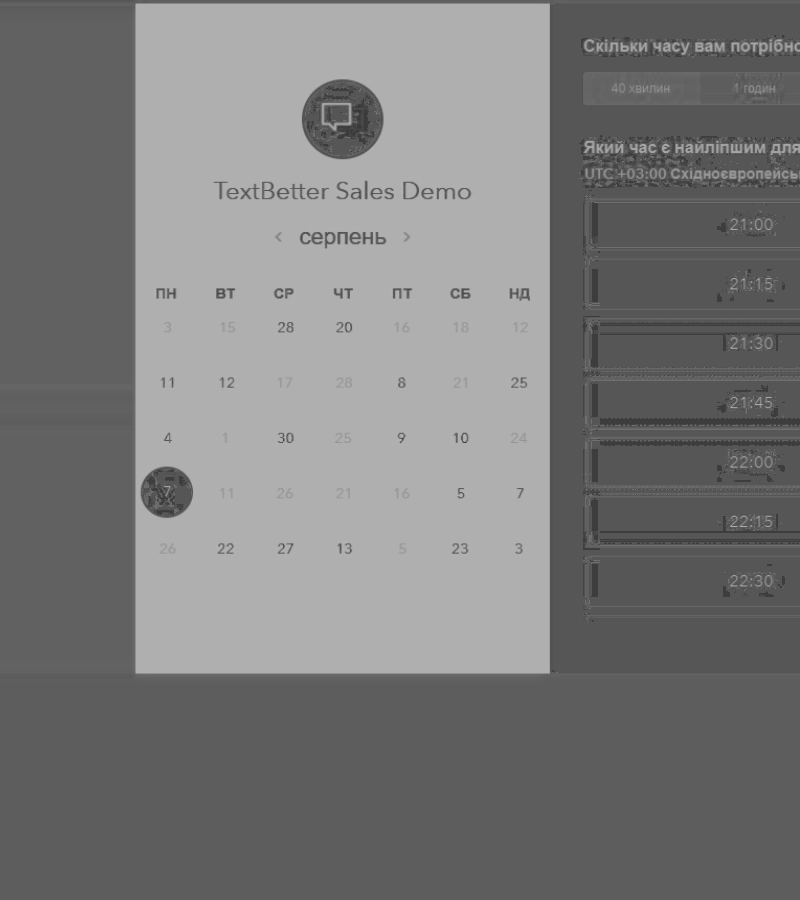 TextBetter Sales Demo
серпень
ПН ВТ СР ЧТ ПТ СБ НД
3 15 28 20 16 18 12
11 12 17 28 8 21 25
4 1 30 25 9 10 24
11 26 21 16 5 7
26 22 27 13 5 23 3
Скільки часу вам потрібно
40 хвилин 1 годин
Який час є найліпшим для
UTC +03:00 Східноєвропейсь
21:00
21:15
21:30
21:45
22:00
22:15
22:30